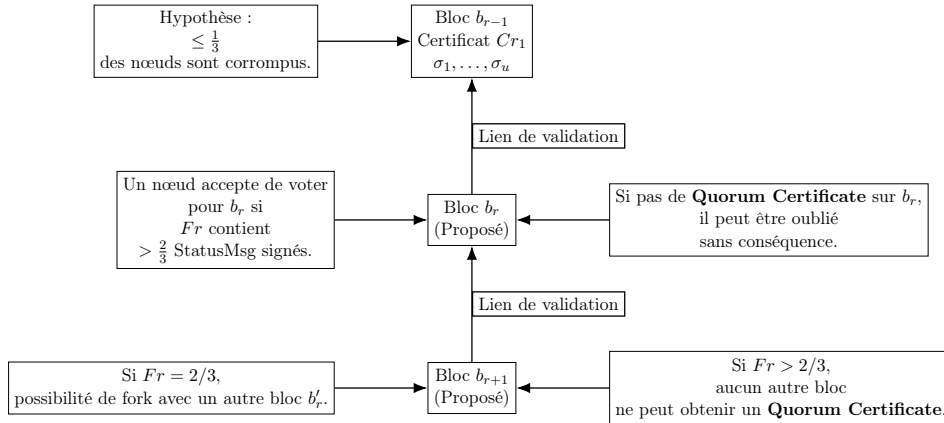 Hypothèse :
≤ 1/3
des nœuds sont corrompus.
Bloc b_{r−1}
Certificat Cr_1
σ_1, . . . , σ_u
Lien de validation
Un nœud accepte de voter
pour b_r si
Fr contient
> 2/3 StatusMsg signés.
Bloc b_r
(Proposé)
Si pas de Quorum Certificate sur b_r,
il peut être oublié
sans conséquence.
Lien de validation
Si Fr = 2/3,
possibilité de fork avec un autre bloc b′_r.
Bloc b_{r+1}
(Proposé)
Si Fr > 2/3,
aucun autre bloc
ne peut obtenir un Quorum Certificate.